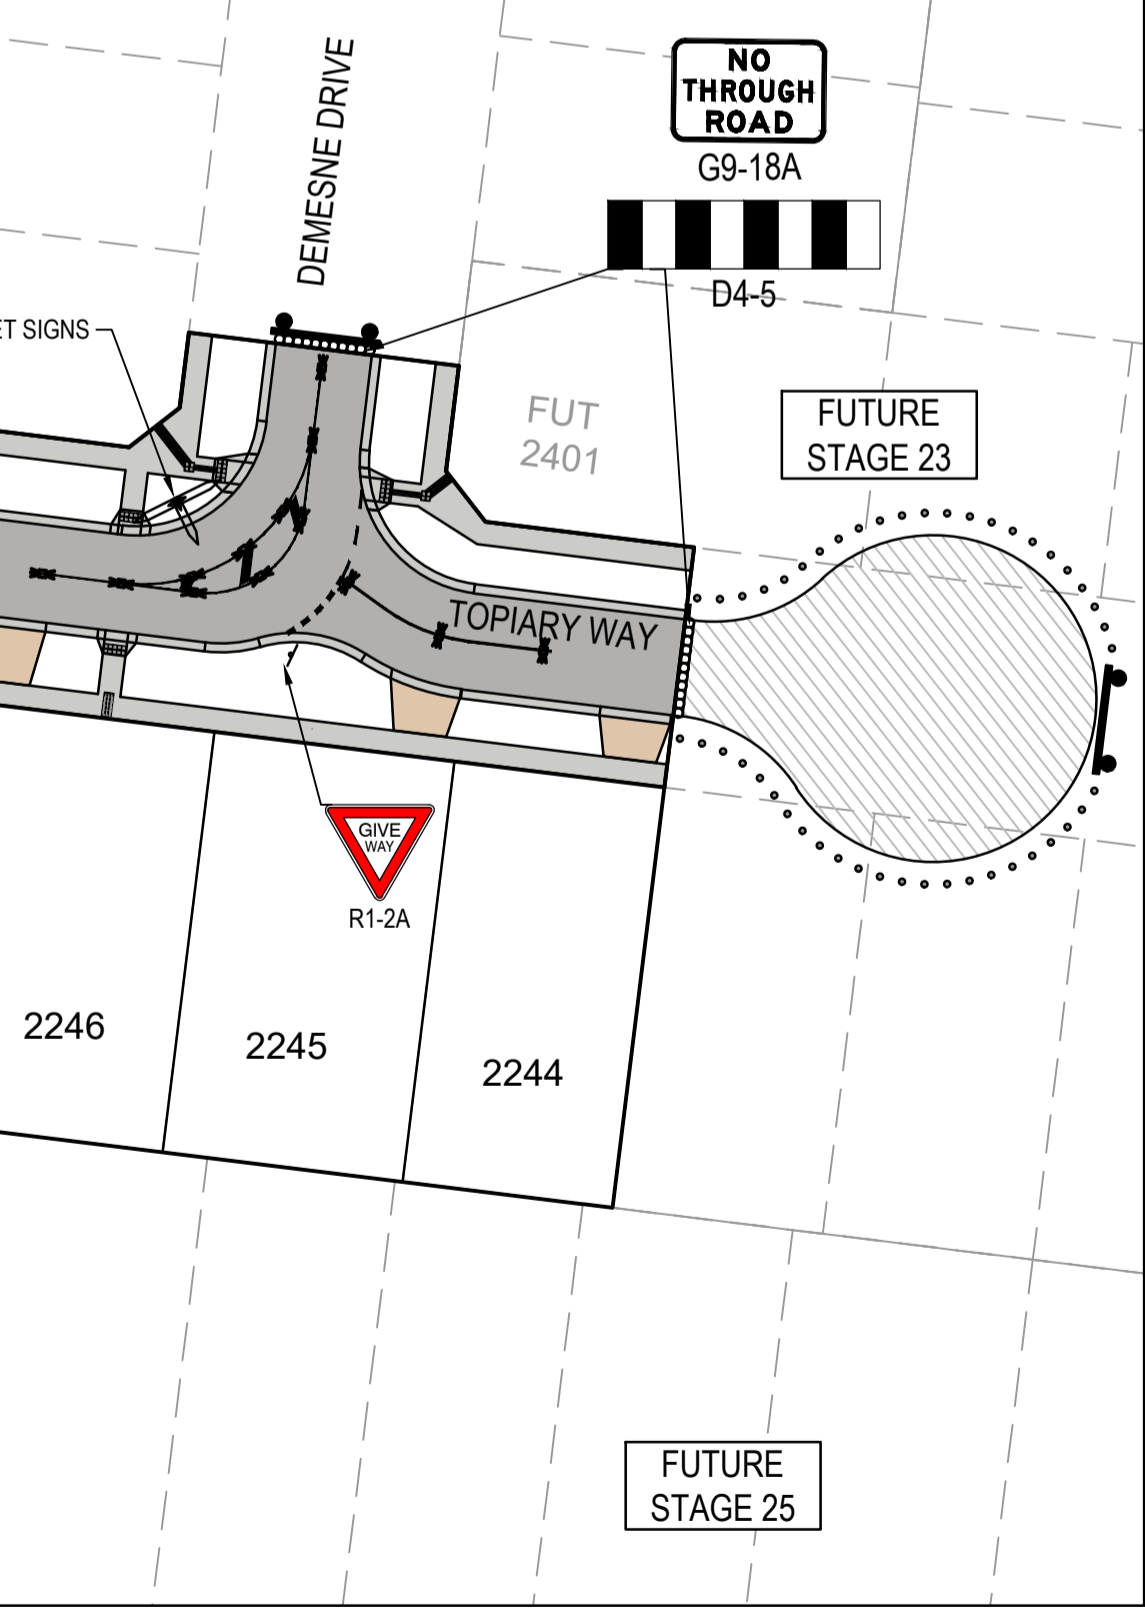 DEMESNE DRIVE
NO
THROUGH
ROAD
G9-18A
D4-5
ET SIGNS
FUT
2401
FUTURE
STAGE 23
TOPIARY WAY
GIVE
WAY
R1-2A
2246
2245
2244
FUTURE
STAGE 25